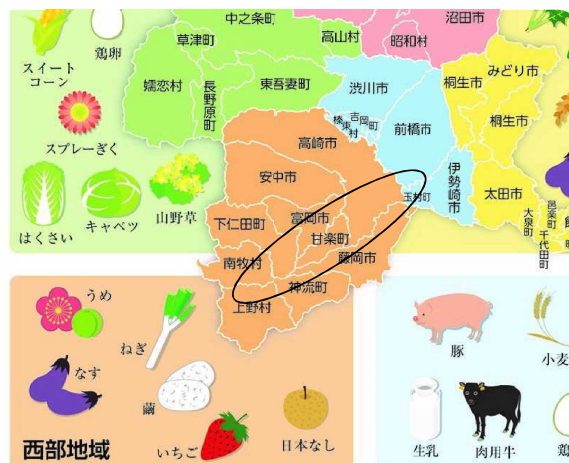 中之条町
沼田市
草津町
高山村
昭和村
スイート
コーン
鶏卵
嬬恋村
長野原町
東吾妻町
渋川市
みどり市
桐生市
榛東村
吉岡町
前橋市
桐生市
スプレーぎく
高崎市
伊勢崎市
安中市
玉村町
太田市
邑楽町
大泉町
千代田町
はくさい
キャベツ
山野草
下仁田町
富岡市
甘楽町
南牧村
藤岡市
神流町
上野村
うめ
ねぎ
なす
繭
いちご
日本なし
西部地域
豚
小麦
生乳
肉用牛